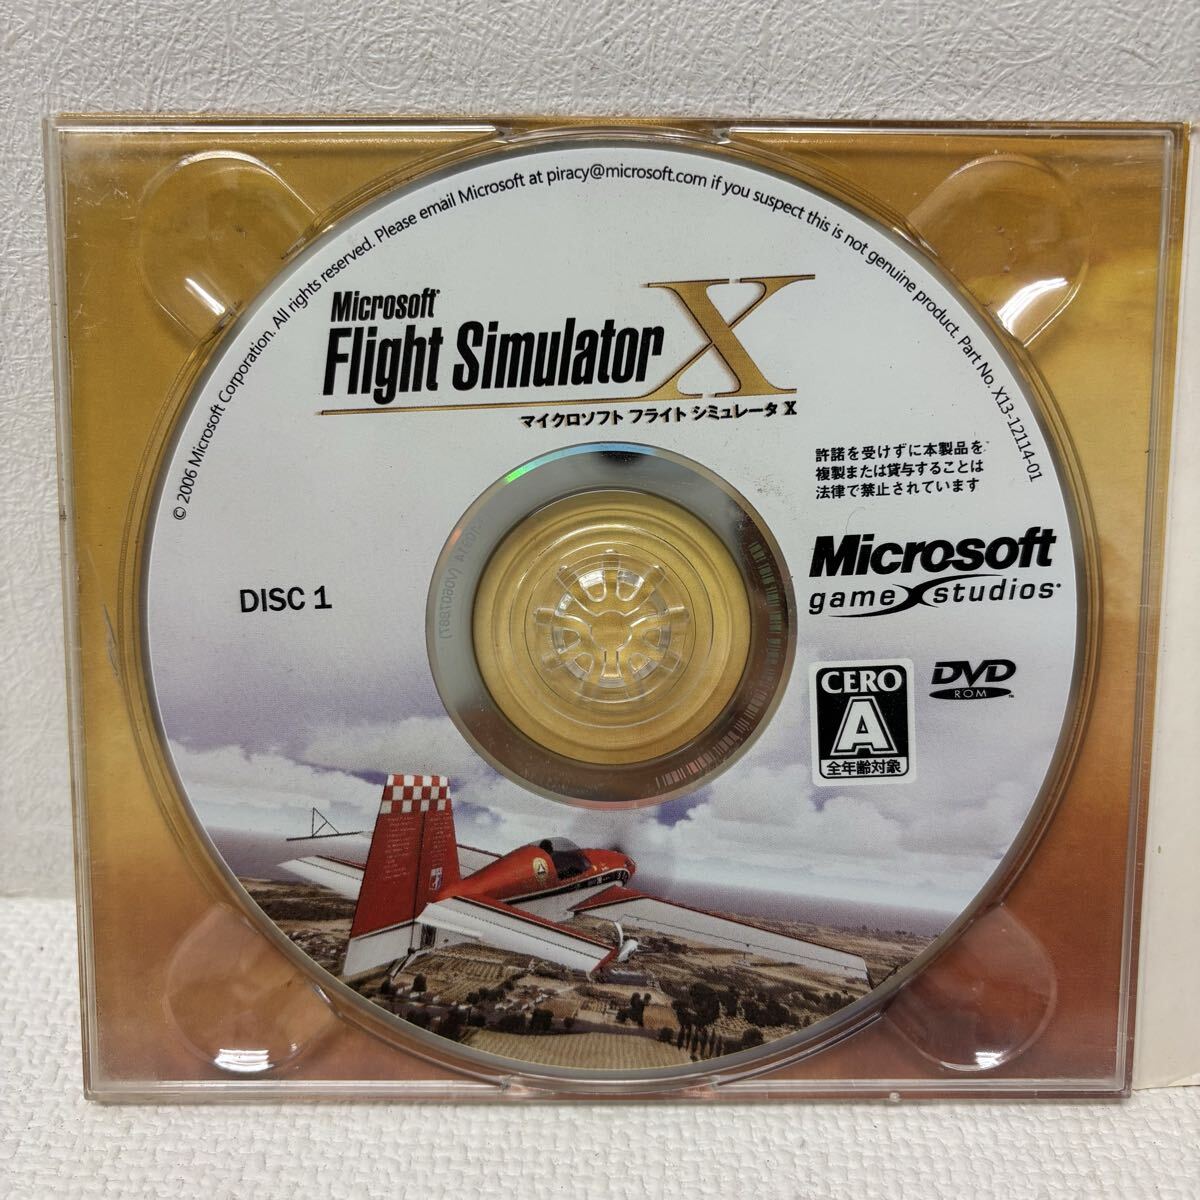 © 2006 Microsoft Corporation. All rights reserved. Please email Microsoft at piracy@microsoft.com if you suspect this is not genuine product. Part No. X13-12114-01
Microsoft®
Flight Simulator X
マイクロソフト フライト シミュレータ X
許諾を受けずに本製品を
複製または貸与することは
法律で禁止されています
Microsoft
game studios®
DISC 1
CERO
A
全年齢対象
DVD
ROM™